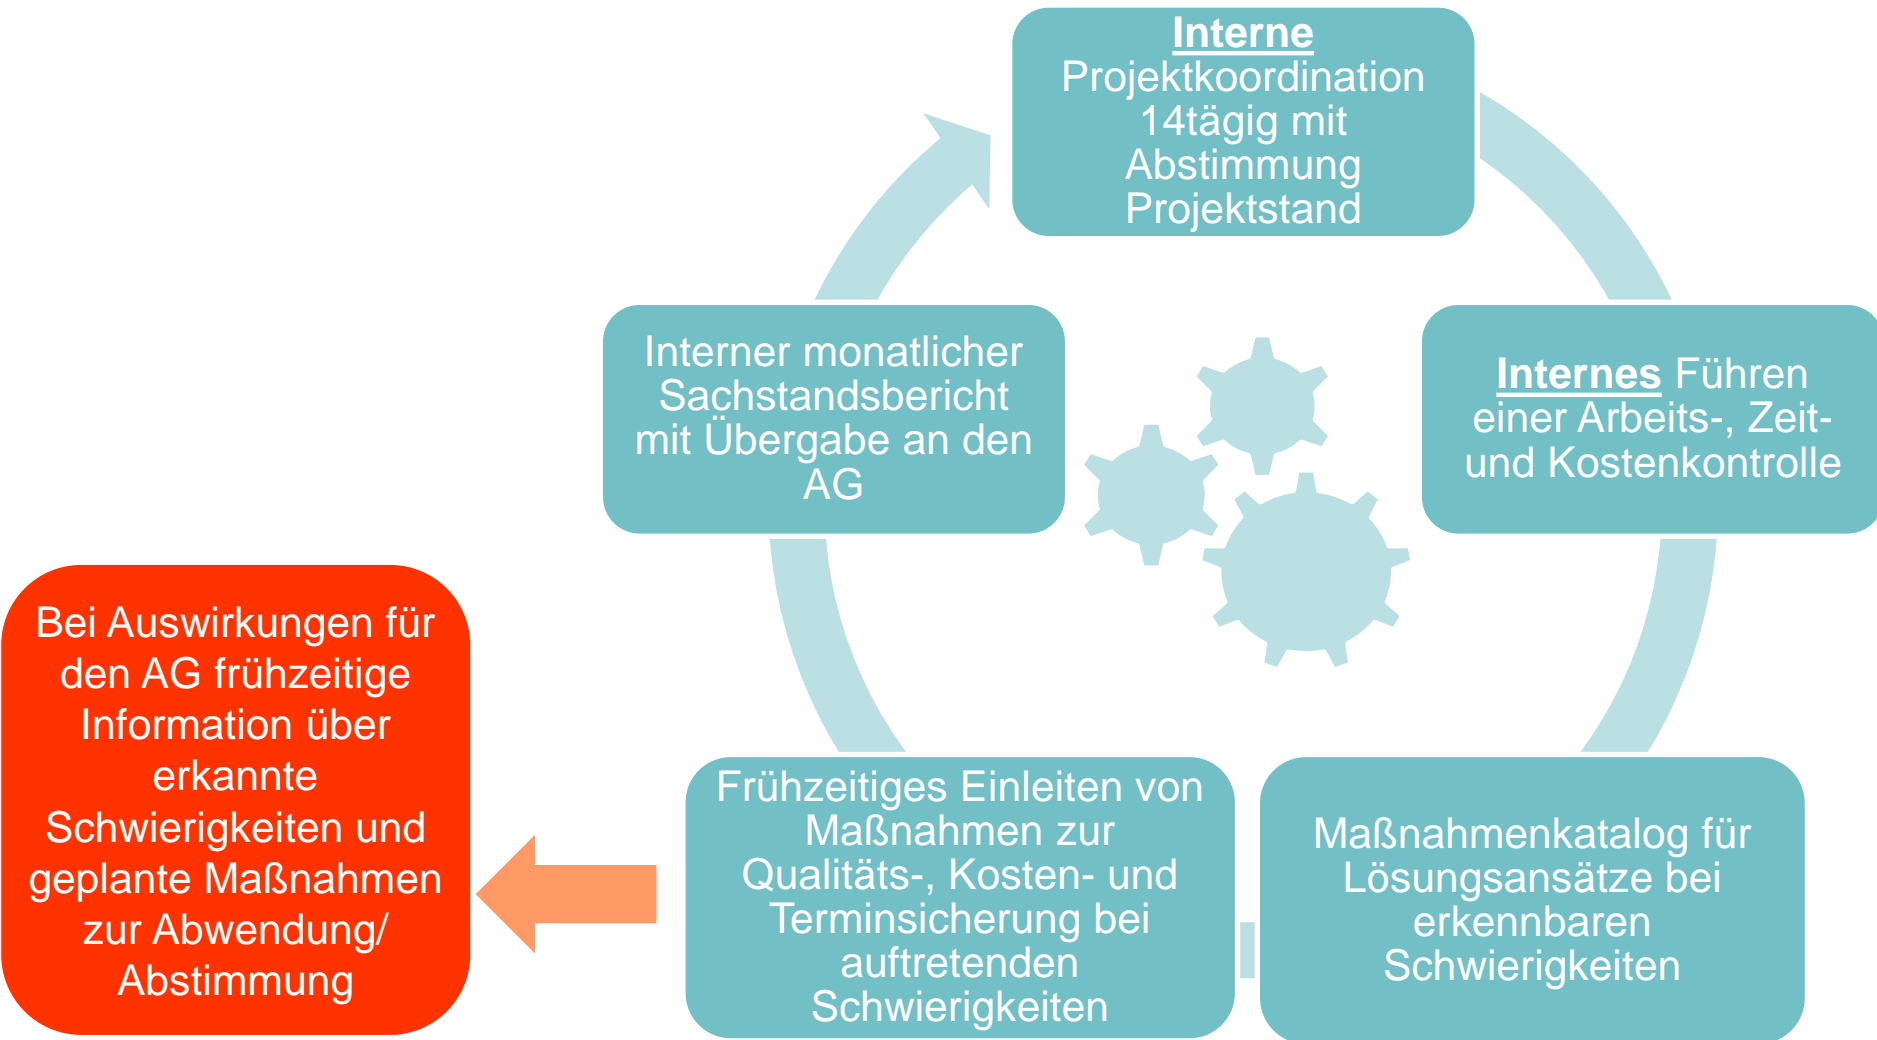 Interne
Projektkoordination
14tägig mit
Abstimmung
Projektstand
Internes Führen
einer Arbeits-, Zeit-
und Kostenkontrolle
Maßnahmenkatalog für
Lösungsansätze bei
erkennbaren
Schwierigkeiten
Frühzeitiges Einleiten von
Maßnahmen zur
Qualitäts-, Kosten- und
Terminsicherung bei
auftretenden
Schwierigkeiten
Interner monatlicher
Sachstandsbericht
mit Übergabe an den
AG
Bei Auswirkungen für
den AG frühzeitige
Information über
erkannte
Schwierigkeiten und
geplante Maßnahmen
zur Abwendung/
Abstimmung